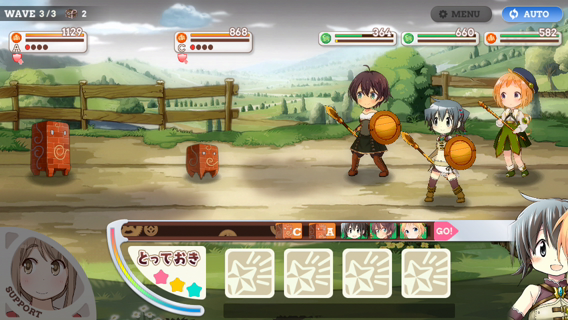 WAVE 3/3 2
MENU
AUTO
A 1129
C 868
364
660
582
C A GO!
とっておき
SUPPORT